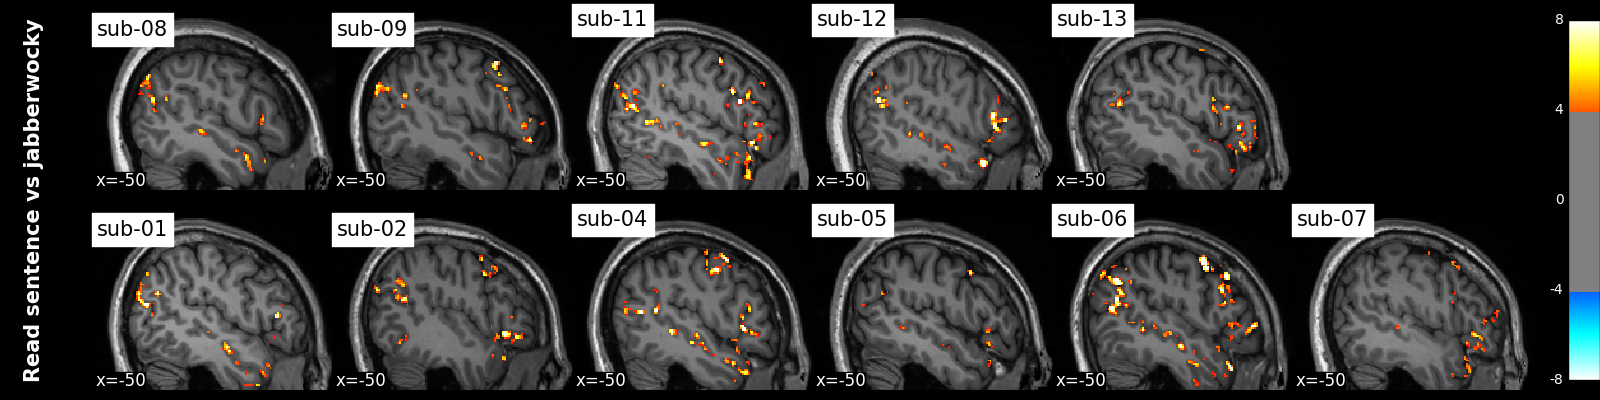 Read sentence vs jabberwocky
sub-08
sub-09
sub-11
sub-12
sub-13
x=-50
x=-50
x=-50
x=-50
x=-50
sub-01
sub-02
sub-04
sub-05
sub-06
sub-07
x=-50
x=-50
x=-50
x=-50
x=-50
x=-50
8
4
0
-4
-8